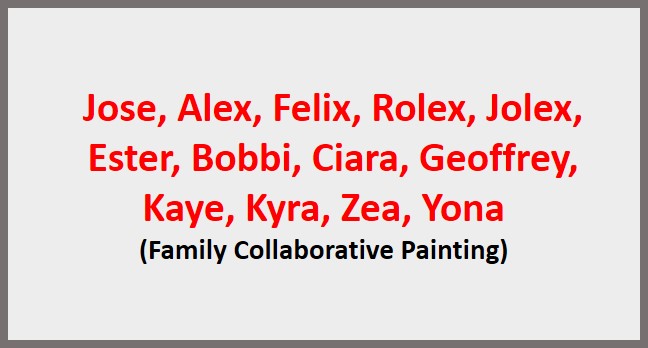 Jose, Alex, Felix, Rolex, Jolex,
Ester, Bobbi, Ciara, Geoffrey,
Kaye, Kyra, Zea, Yona
(Family Collaborative Painting)